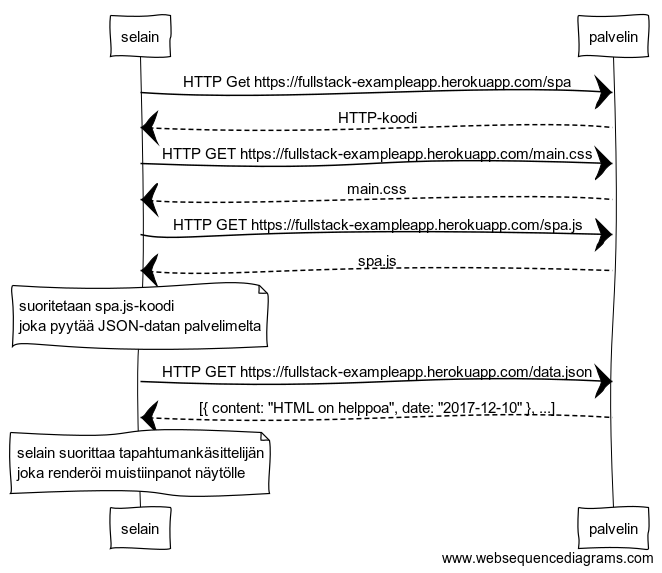 selain
palvelin
HTTP Get https://fullstack-exampleapp.herokuapp.com/spa
HTTP-koodi
HTTP GET https://fullstack-exampleapp.herokuapp.com/main.css
main.css
HTTP GET https://fullstack-exampleapp.herokuapp.com/spa.js
spa.js
suoritetaan spa.js-koodi
joka pyytää JSON-datan palvelimelta
HTTP GET https://fullstack-exampleapp.herokuapp.com/data.json
[{ content: "HTML on helppoa", date: "2017-12-10" }, ...]
selain suorittaa tapahtumankäsittelijän
joka renderöi muistiinpanot näytölle
selain
palvelin
www.websequencediagrams.com